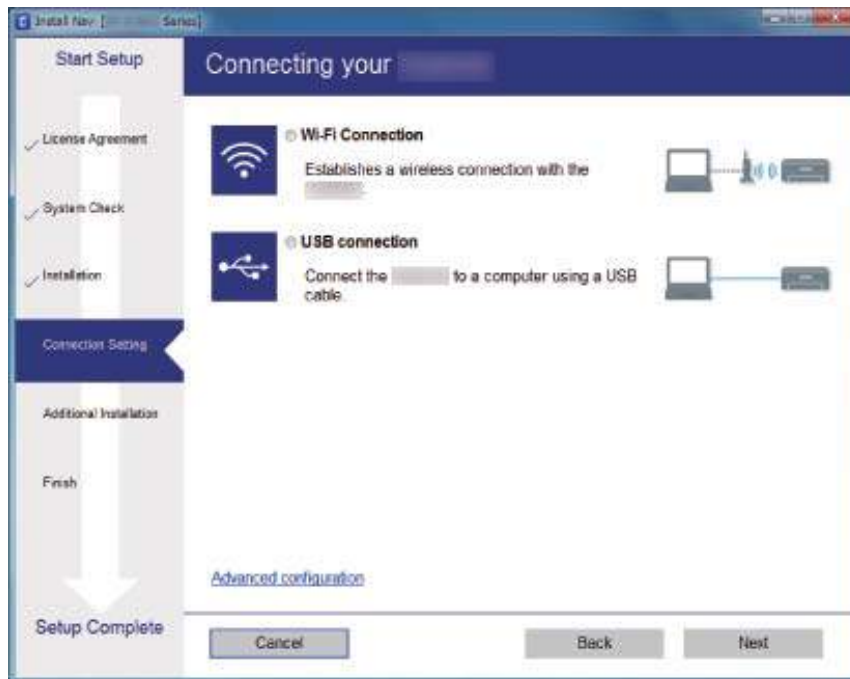 Install Navi [ Series]
Start Setup
Connecting your
License Agreement
Wi-Fi Connection
Establishes a wireless connection with the
.
System Check
USB connection
Installation
Connect the to a computer using a USB
cable.
Connection Setting
Additional Installation
Finish
Advanced configuration
Setup Complete
Cancel
Back
Next